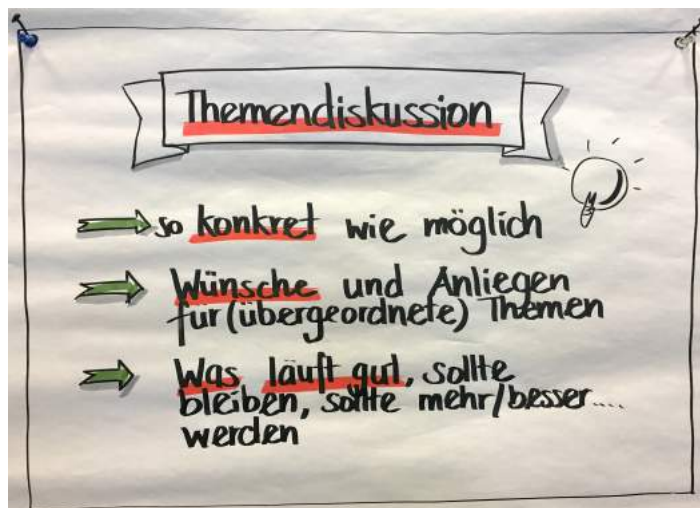 Themendiskussion
so konkret wie möglich
Wünsche und Anliegen
für (übergeordnete) Themen
Was läuft gut, sollte
bleiben, sollte mehr/besser....
werden